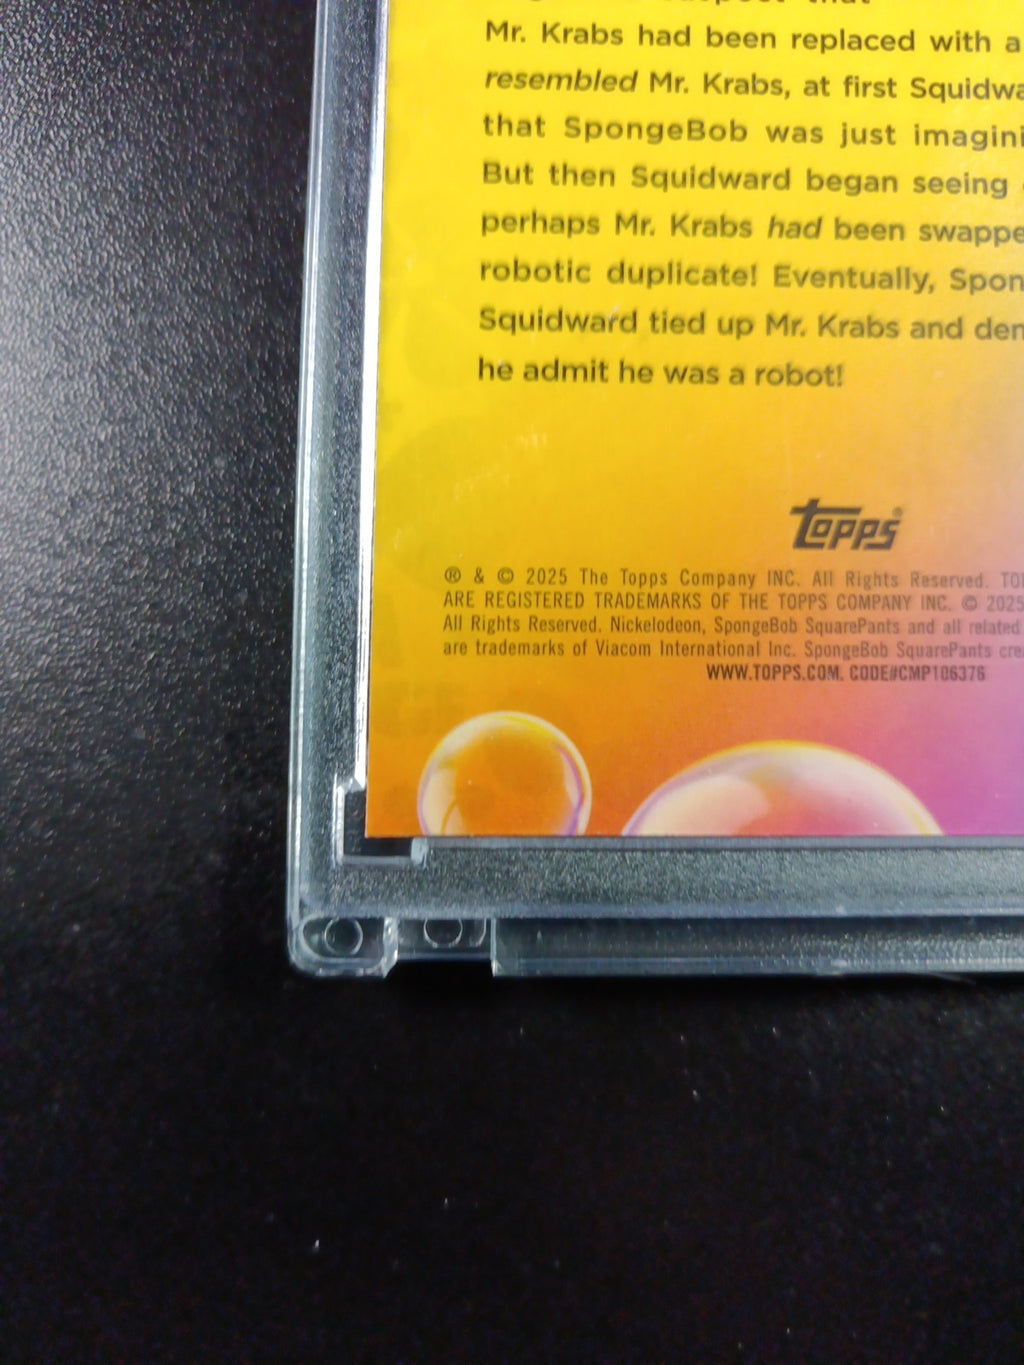 that
Mr. Krabs had been replaced with a
resembled Mr. Krabs, at first Squidwa
that SpongeBob was just imagini
But then Squidward began seeing
perhaps Mr. Krabs had been swappe
robotic duplicate! Eventually, Spon
Squidward tied up Mr. Krabs and dem
he admit he was a robot!
TOPPS®
® & © 2025 The Topps Company INC. All Rights Reserved. TO
ARE REGISTERED TRADEMARKS OF THE TOPPS COMPANY INC. © 2025
All Rights Reserved. Nickelodeon, SpongeBob SquarePants and all related
are trademarks of Viacom International Inc. SpongeBob SquarePants crea
WWW.TOPPS.COM. CODE#CMP106376